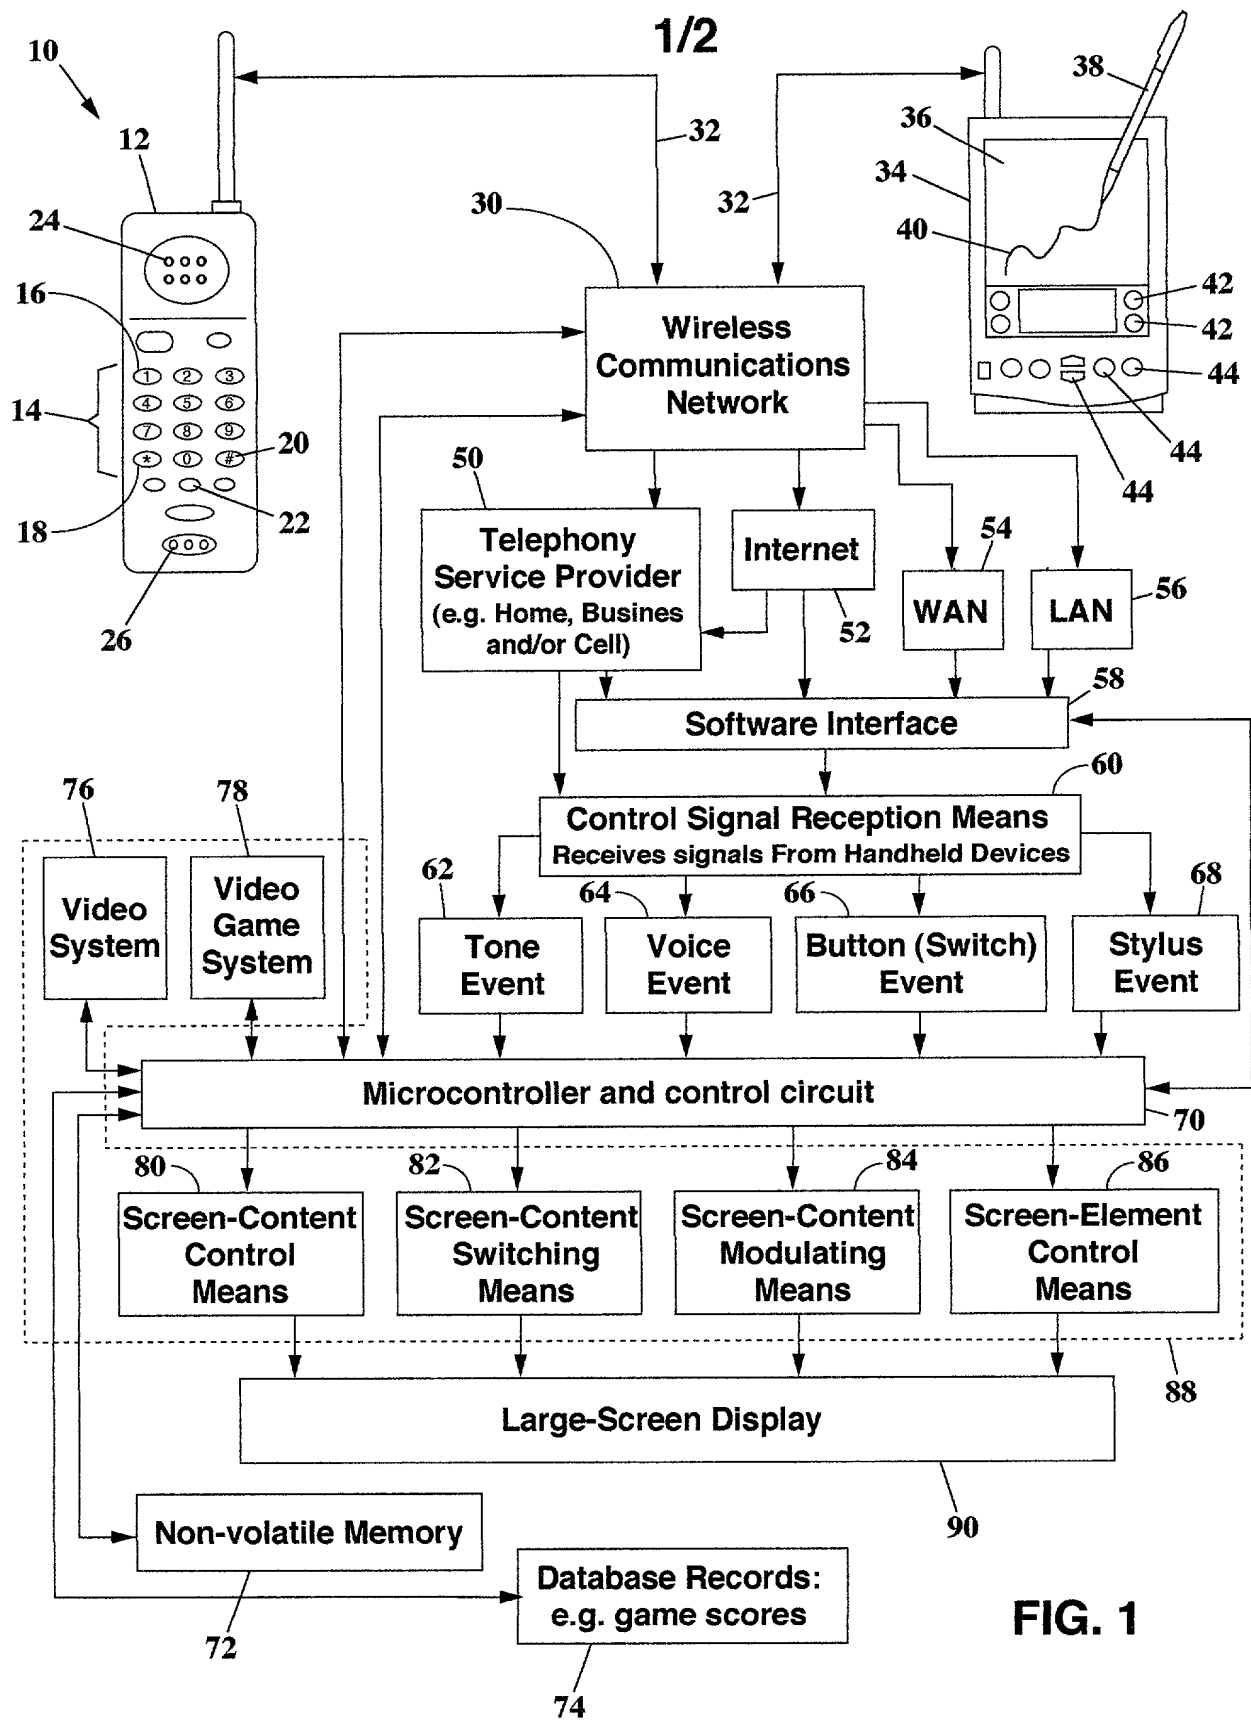 1/2
10
12
24
16
14
18
20
22
26
1 2 3
4 5 6
7 8 9
* 0 #
32
32
30
38
36
34
40
42
42
44
44
44
Wireless
Communications
Network
50
Telephony
Service Provider
(e.g. Home, Busines
and/or Cell)
Internet
52
54
WAN
56
LAN
58
Software Interface
60
Control Signal Reception Means
Receives signals From Handheld Devices
76
78
Video
System
Video
Game
System
62
64
66
68
Tone
Event
Voice
Event
Button (Switch)
Event
Stylus
Event
Microcontroller and control circuit
70
80
82
84
86
Screen-Content
Control
Means
Screen-Content
Switching
Means
Screen-Content
Modulating
Means
Screen-Element
Control
Means
88
Large-Screen Display
90
Non-volatile Memory
72
Database Records:
e.g. game scores
74
FIG. 1